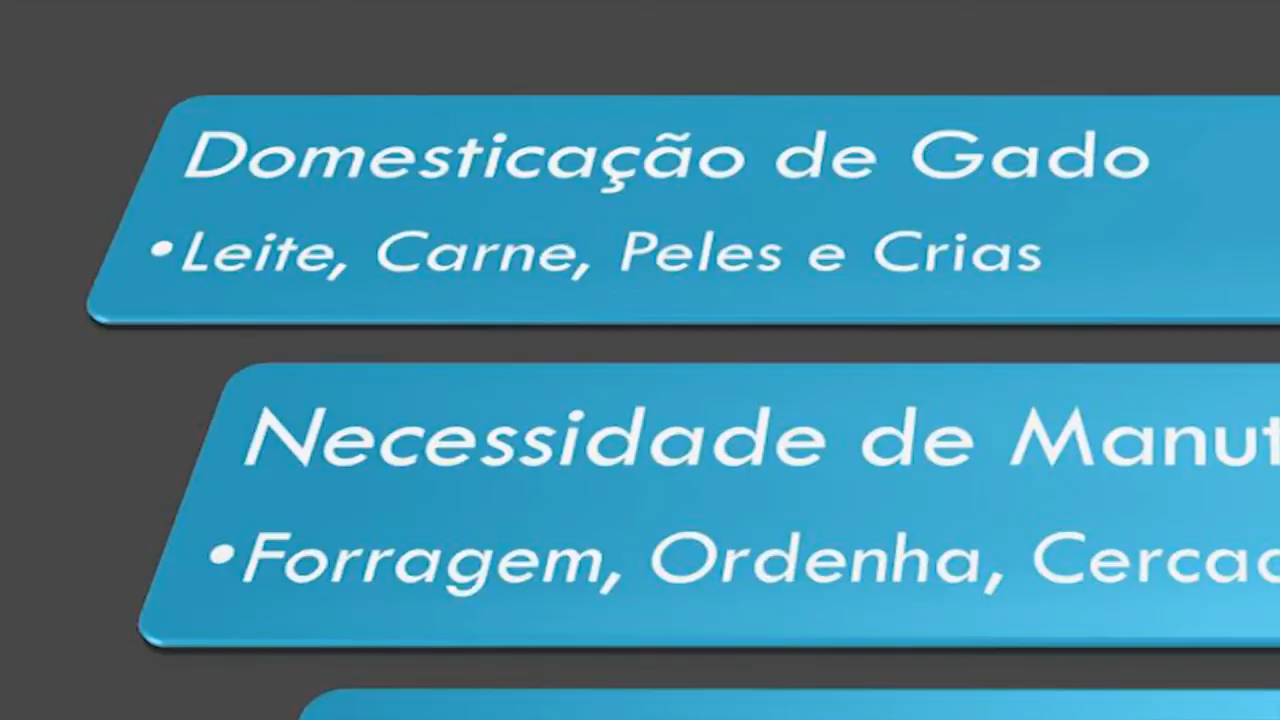 Domesticação de Gado
•Leite, Carne, Peles e Crias
Necessidade de
•Forragem, Ordenha,